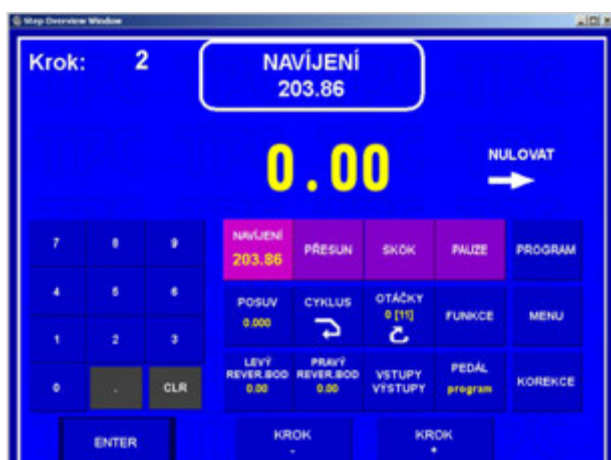 Step Overview Window
Krok: 2
NAVÍJENÍ
203.86
0.00
NULOVAT
7 8 9
NAVÍJENÍ
203.86
PŘESUN
SKOK
PAUZE
PROGRAM
4 5 6
POSUV
0.000
CYKLUS
OTÁČKY
0 [11]
FUNKCE
MENU
1 2 3
LEVÝ
REVER.BOD
0.00
PRAVÝ
REVER.BOD
0.00
VSTUPY
VÝSTUPY
PEDÁL
program
KOREKCE
0 . CLR
ENTER
KROK
-
KROK
+